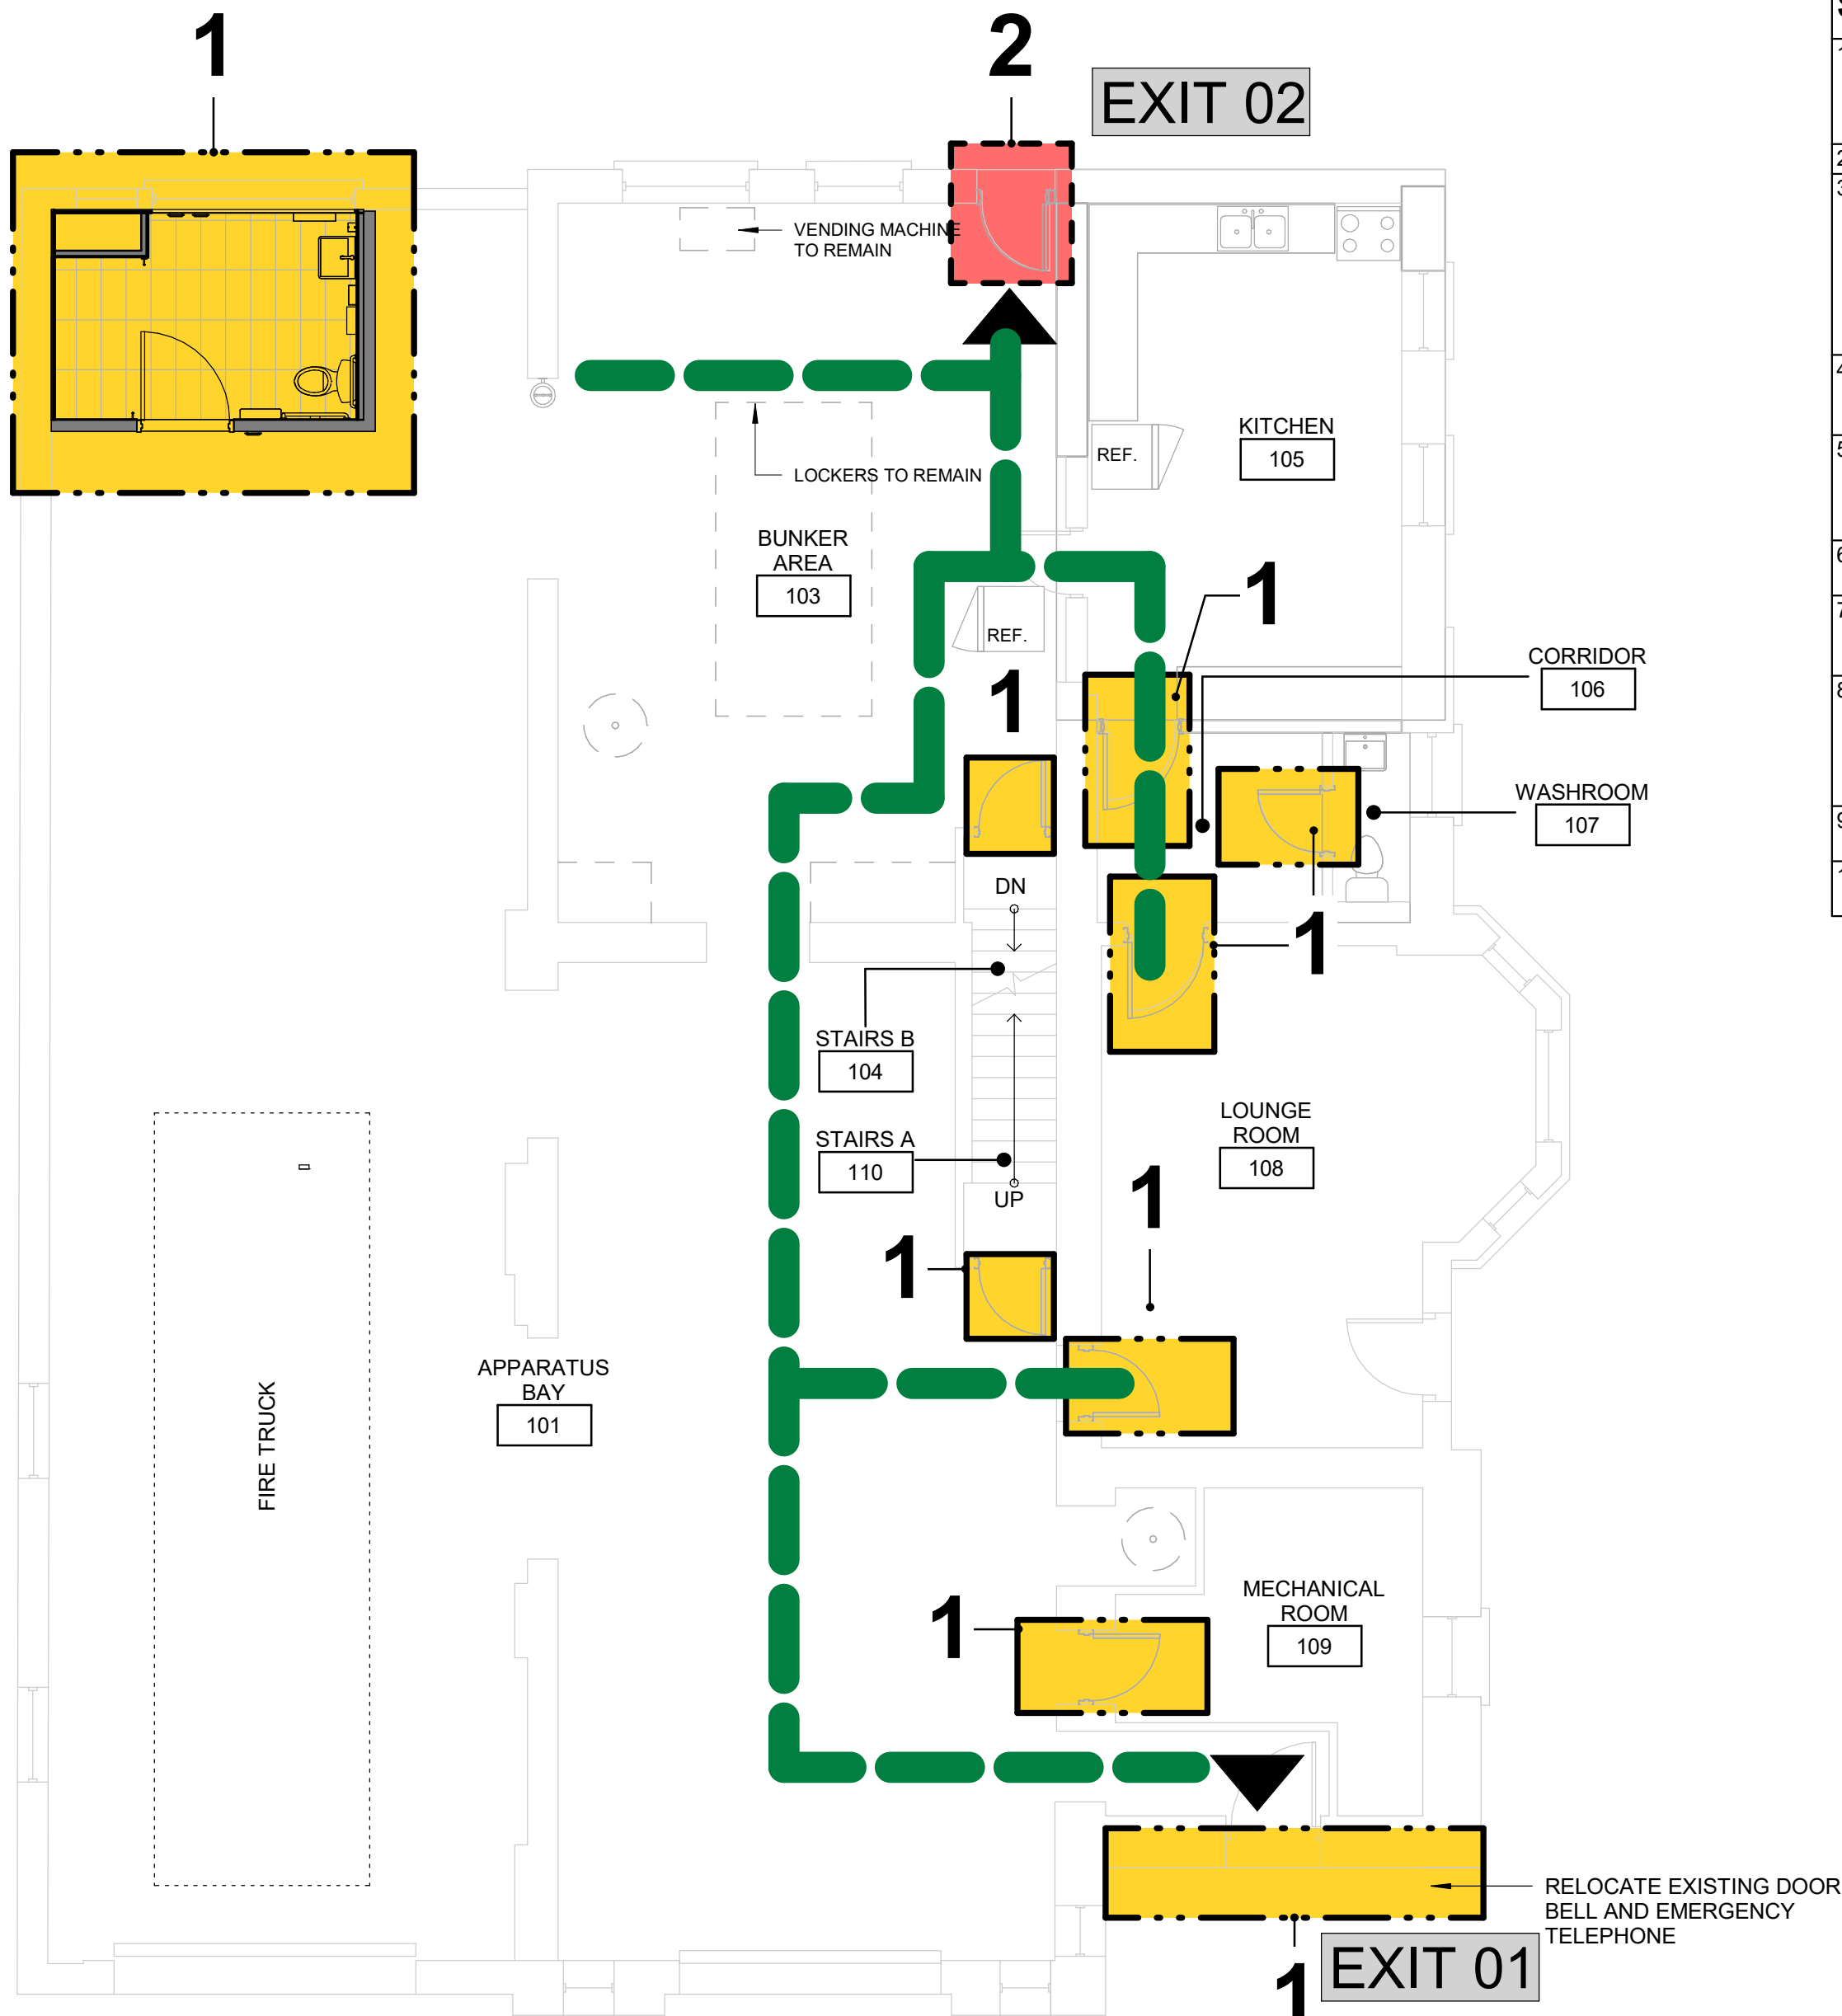 1
2
EXIT 02
VENDING MACHINE
TO REMAIN
KITCHEN
105
REF.
LOCKERS TO REMAIN
BUNKER
AREA
103
1
REF.
1
CORRIDOR
106
WASHROOM
107
DN
1
STAIRS B
104
STAIRS A
110
UP
LOUNGE
ROOM
108
1
1
APPARATUS
BAY
101
FIRE TRUCK
1
MECHANICAL
ROOM
109
RELOCATE EXISTING DOOR
BELL AND EMERGENCY
TELEPHONE
EXIT 01
1